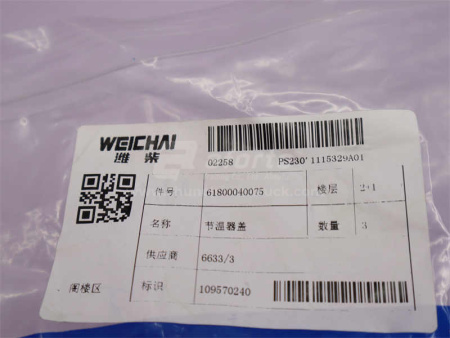 WEICHAI
潍柴
02258 PS230'1115329A01
件号 61800040075 楼层 2+1
名称 节温器盖 数量 3
供应商 6633/3
阁楼区 标识 109570240